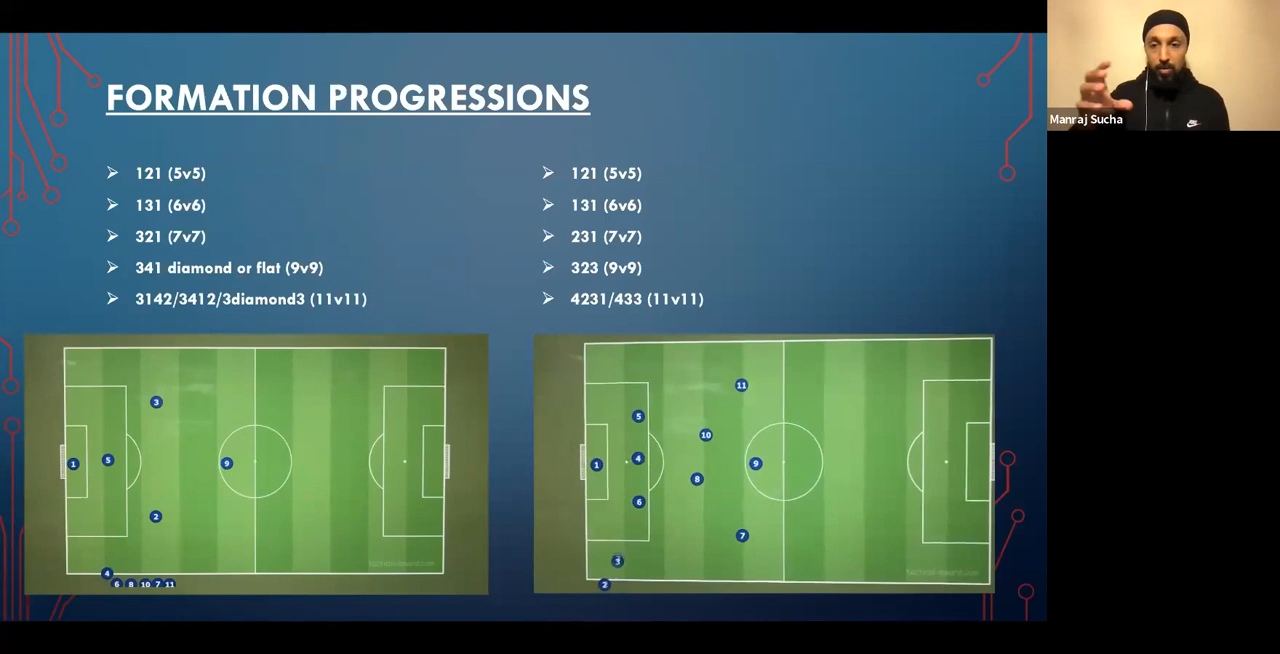 FORMATION PROGRESSIONS
121 (5v5)
131 (6v6)
321 (7v7)
341 diamond or flat (9v9)
3142/3412/3diamond3 (11v11)
121 (5v5)
131 (6v6)
231 (7v7)
323 (9v9)
4231/433 (11v11)
3
1 5 9
2
4
6 8 10 7 11
11
5
10
1 4 9
8
6
7
3
2
Manraj Sucha